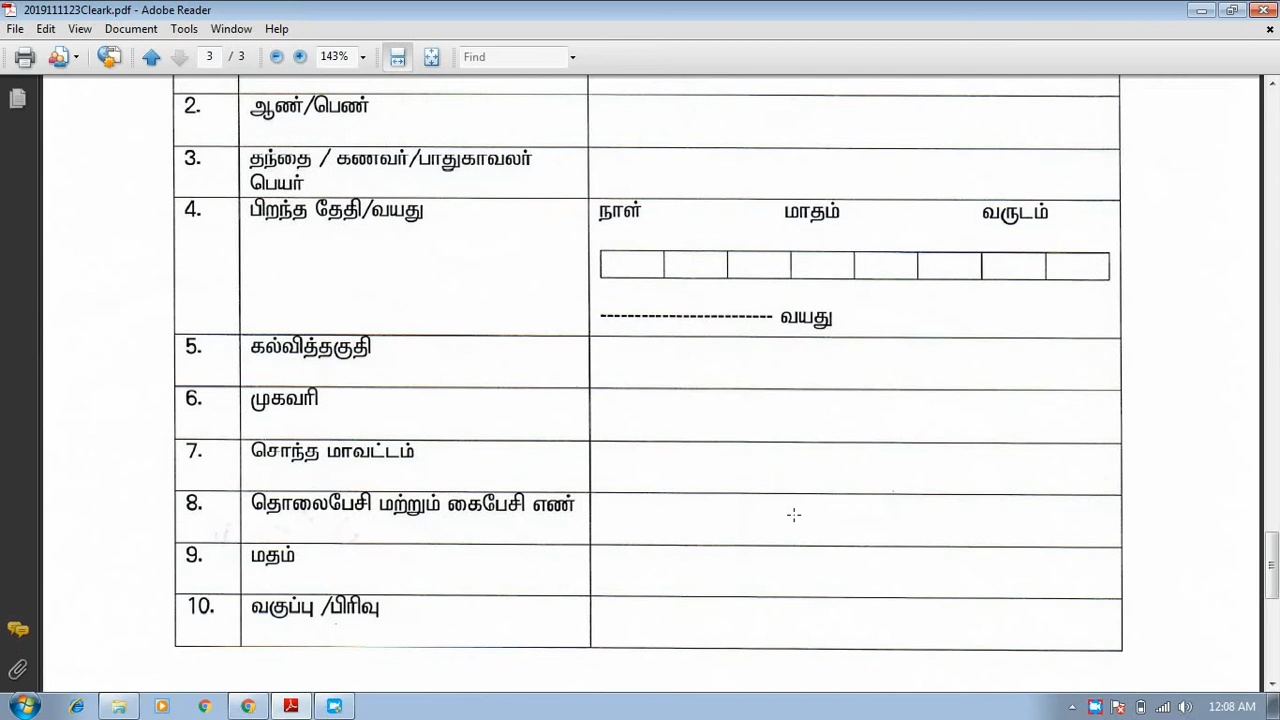 2019111123Cleark.pdf - Adobe Reader
File Edit View Document Tools Window Help
3 / 3 143% Find
2. ஆண்/பெண்
3. தந்தை / கணவர்/பாதுகாவலர்
பெயர்
4. பிறந்த தேதி/வயது நாள் மாதம் வருடம்
------------------------- வயது
5. கல்வித்தகுதி
6. முகவரி
7. சொந்த மாவட்டம்
8. தொலைபேசி மற்றும் கைபேசி எண்
9. மதம்
10. வகுப்பு /பிரிவு
12:08 AM